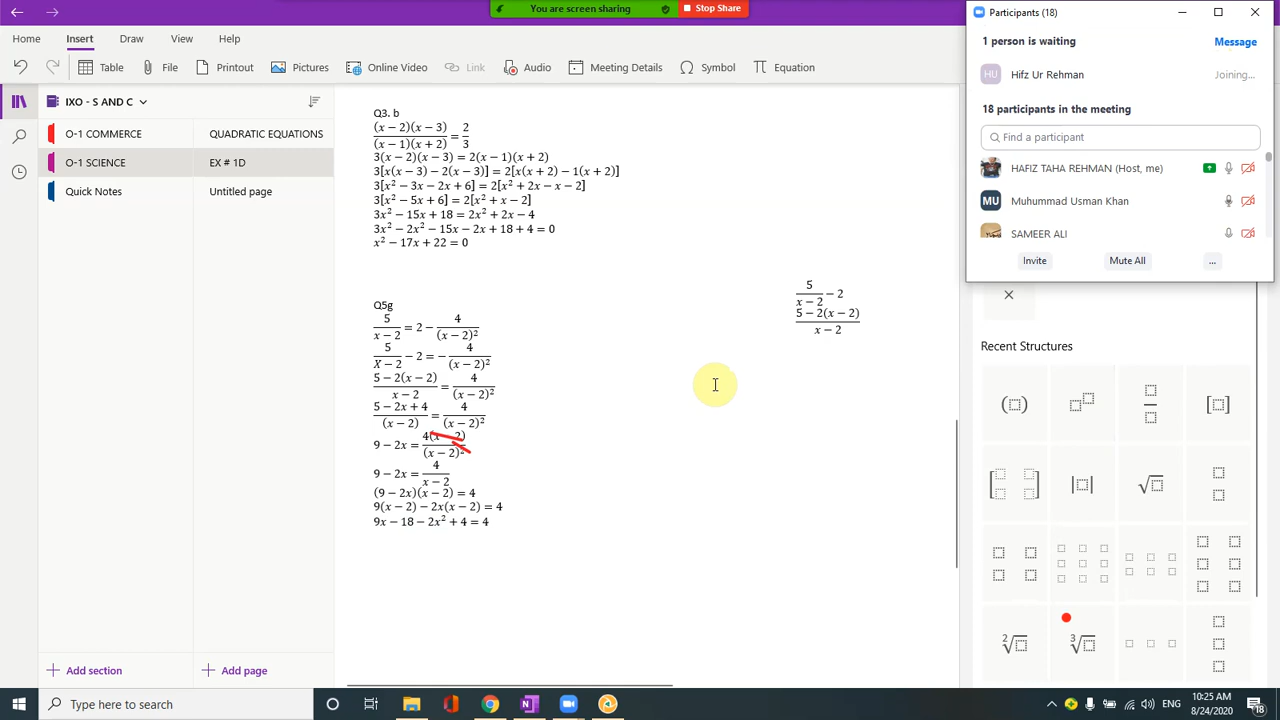 You are screen sharing
Stop Share
Home
Insert
Draw
View
Help
Table
File
Printout
Pictures
Online Video
Link
Audio
Meeting Details
Symbol
Equation
IXO - S AND C
O-1 COMMERCE
QUADRATIC EQUATIONS
O-1 SCIENCE
EX # 1D
Quick Notes
Untitled page
Q3. b
(x − 2)(x − 3)/(x − 1)(x + 2) = 2/3
3(x − 2)(x − 3) = 2(x − 1)(x + 2)
3[x(x − 3) − 2(x − 3)] = 2[x(x + 2) − 1(x + 2)]
3[x² − 3x − 2x + 6] = 2[x² + 2x − x − 2]
3[x² − 5x + 6] = 2[x² + x − 2]
3x² − 15x + 18 = 2x² + 2x − 4
3x² − 2x² − 15x − 2x + 18 + 4 = 0
x² − 17x + 22 = 0
Q5g
5/(x − 2) = 2 − 4/(x − 2)²
5/(X − 2) − 2 = − 4/(x − 2)²
(5 − 2(x − 2))/(x − 2) = 4/(x − 2)²
(5 − 2x + 4)/(x − 2) = 4/(x − 2)²
9 − 2x = 4(x − 2)/(x − 2)²
9 − 2x = 4/(x − 2)
(9 − 2x)(x − 2) = 4
9(x − 2) − 2x(x − 2) = 4
9x − 18 − 2x² + 4 = 4
5/(x − 2) − 2
(5 − 2(x − 2))/(x − 2)
Participants (18)
1 person is waiting
Message
HU
Hifz Ur Rehman
Joining...
18 participants in the meeting
Find a participant
HAFIZ TAHA REHMAN (Host, me)
MU
Muhummad Usman Khan
SAMEER ALI
Invite
Mute All
...
Recent Structures
Add section
Add page
Type here to search
ENG
10:25 AM
8/24/2020
18